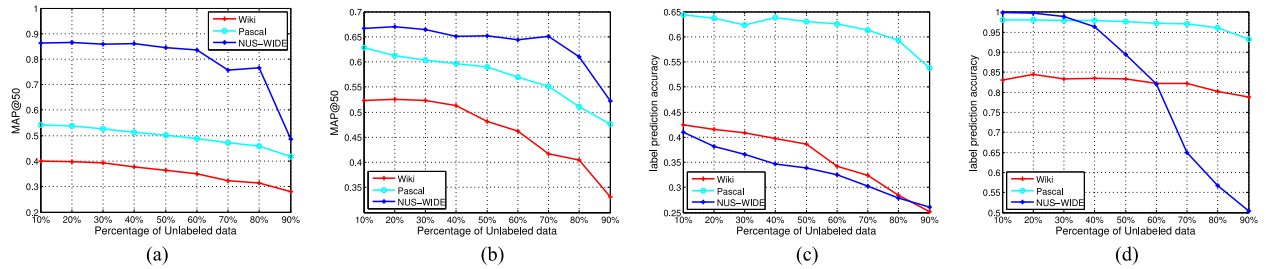 1
0.9
0.8
0.7
0.6
0.5
0.4
0.3
0.2
MAP@50
Wiki
Pascal
NUS-WIDE
10% 20% 30% 40% 50% 60% 70% 80% 90%
Percentage of Unlabeled data
(a)
0.7
0.65
0.6
0.55
0.5
0.45
0.4
0.35
MAP@50
Wiki
Pascal
NUS-WIDE
10% 20% 30% 40% 50% 60% 70% 80% 90%
Percentage of Unlabeled data
(b)
0.65
0.6
0.55
0.5
0.45
0.4
0.35
0.3
0.25
label prediction accuracy
Wiki
Pascal
NUS-WIDE
10% 20% 30% 40% 50% 60% 70% 80% 90%
Percentage of Unlabeled data
(c)
1
0.95
0.9
0.85
0.8
0.75
0.7
0.65
0.6
0.55
0.5
label prediction accuracy
Wiki
Pascal
NUS-WIDE
10% 20% 30% 40% 50% 60% 70% 80% 90%
Percentage of Unlabeled data
(d)